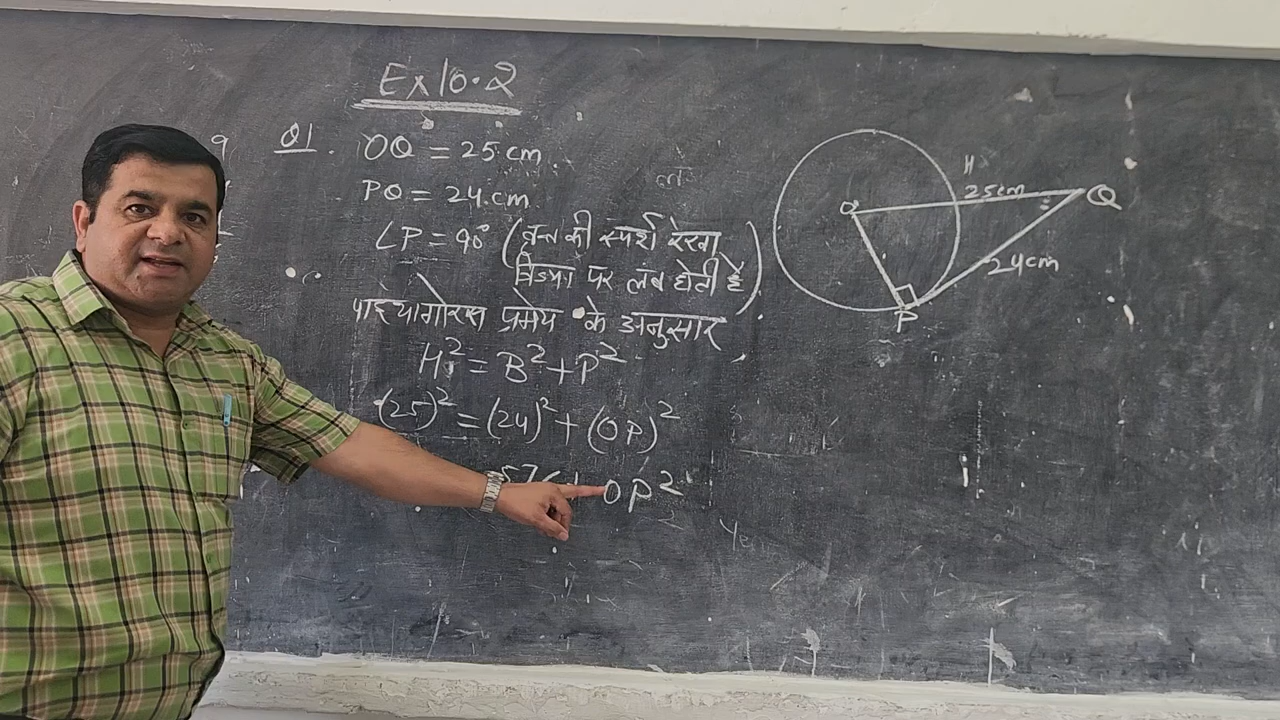 Ex 10.2
Q1. OQ = 25 cm.
PQ = 24 cm
∠P = 90° (वृत्त की स्पर्श रेखा
त्रिज्या पर लंब होती है)
पाइथागोरस प्रमेय के अनुसार
H² = B² + P²
(25)² = (24)² + (OP)²
576 + OP²
O
H
25cm
Q
24cm
P